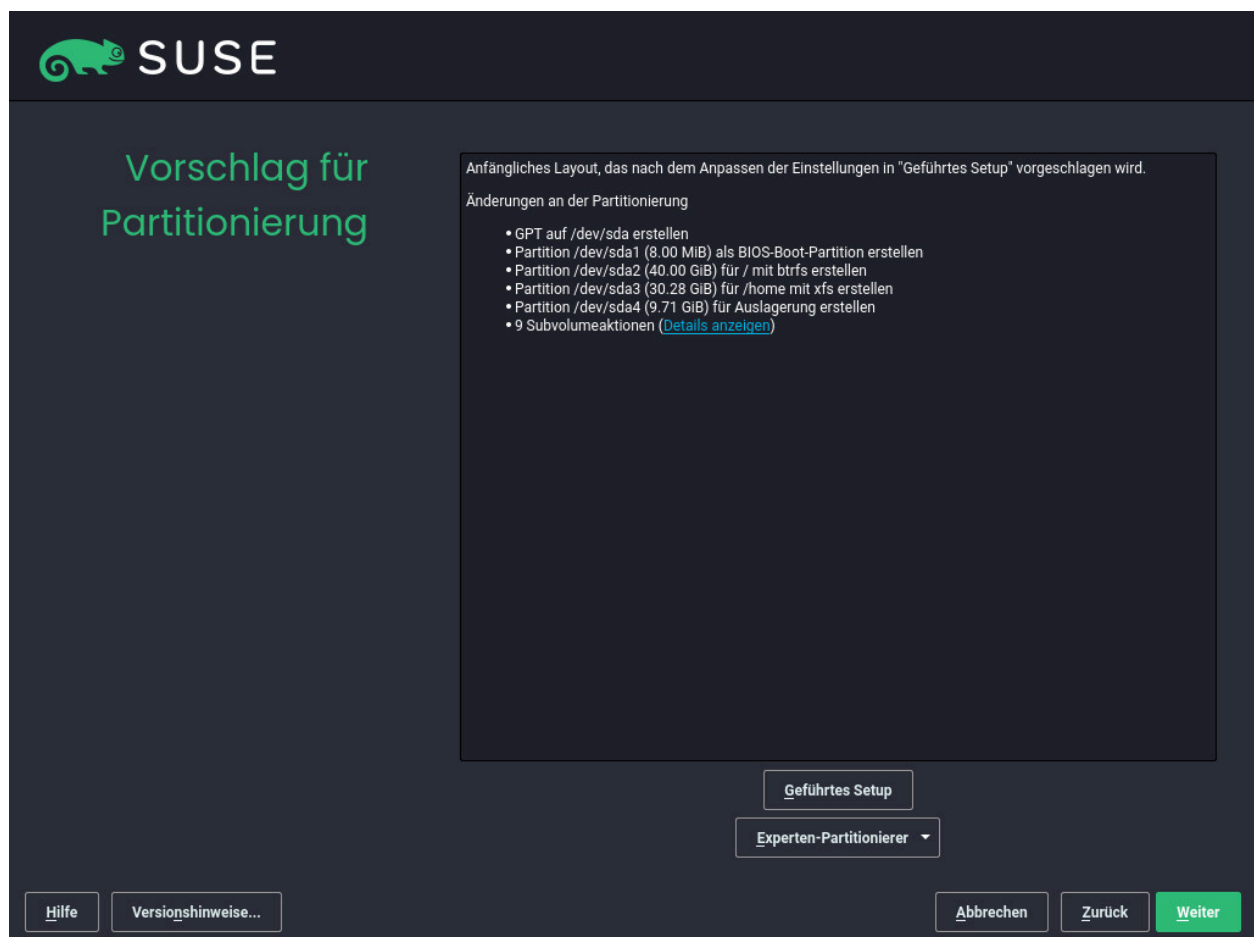 SUSE
Vorschlag für
Partitionierung
Anfängliches Layout, das nach dem Anpassen der Einstellungen in "Geführtes Setup" vorgeschlagen wird.
Änderungen an der Partitionierung
• GPT auf /dev/sda erstellen
• Partition /dev/sda1 (8.00 MiB) als BIOS-Boot-Partition erstellen
• Partition /dev/sda2 (40.00 GiB) für / mit btrfs erstellen
• Partition /dev/sda3 (30.28 GiB) für /home mit xfs erstellen
• Partition /dev/sda4 (9.71 GiB) für Auslagerung erstellen
• 9 Subvolumeaktionen (Details anzeigen)
Geführtes Setup
Experten-Partitionierer
Hilfe
Versionshinweise...
Abbrechen
Zurück
Weiter